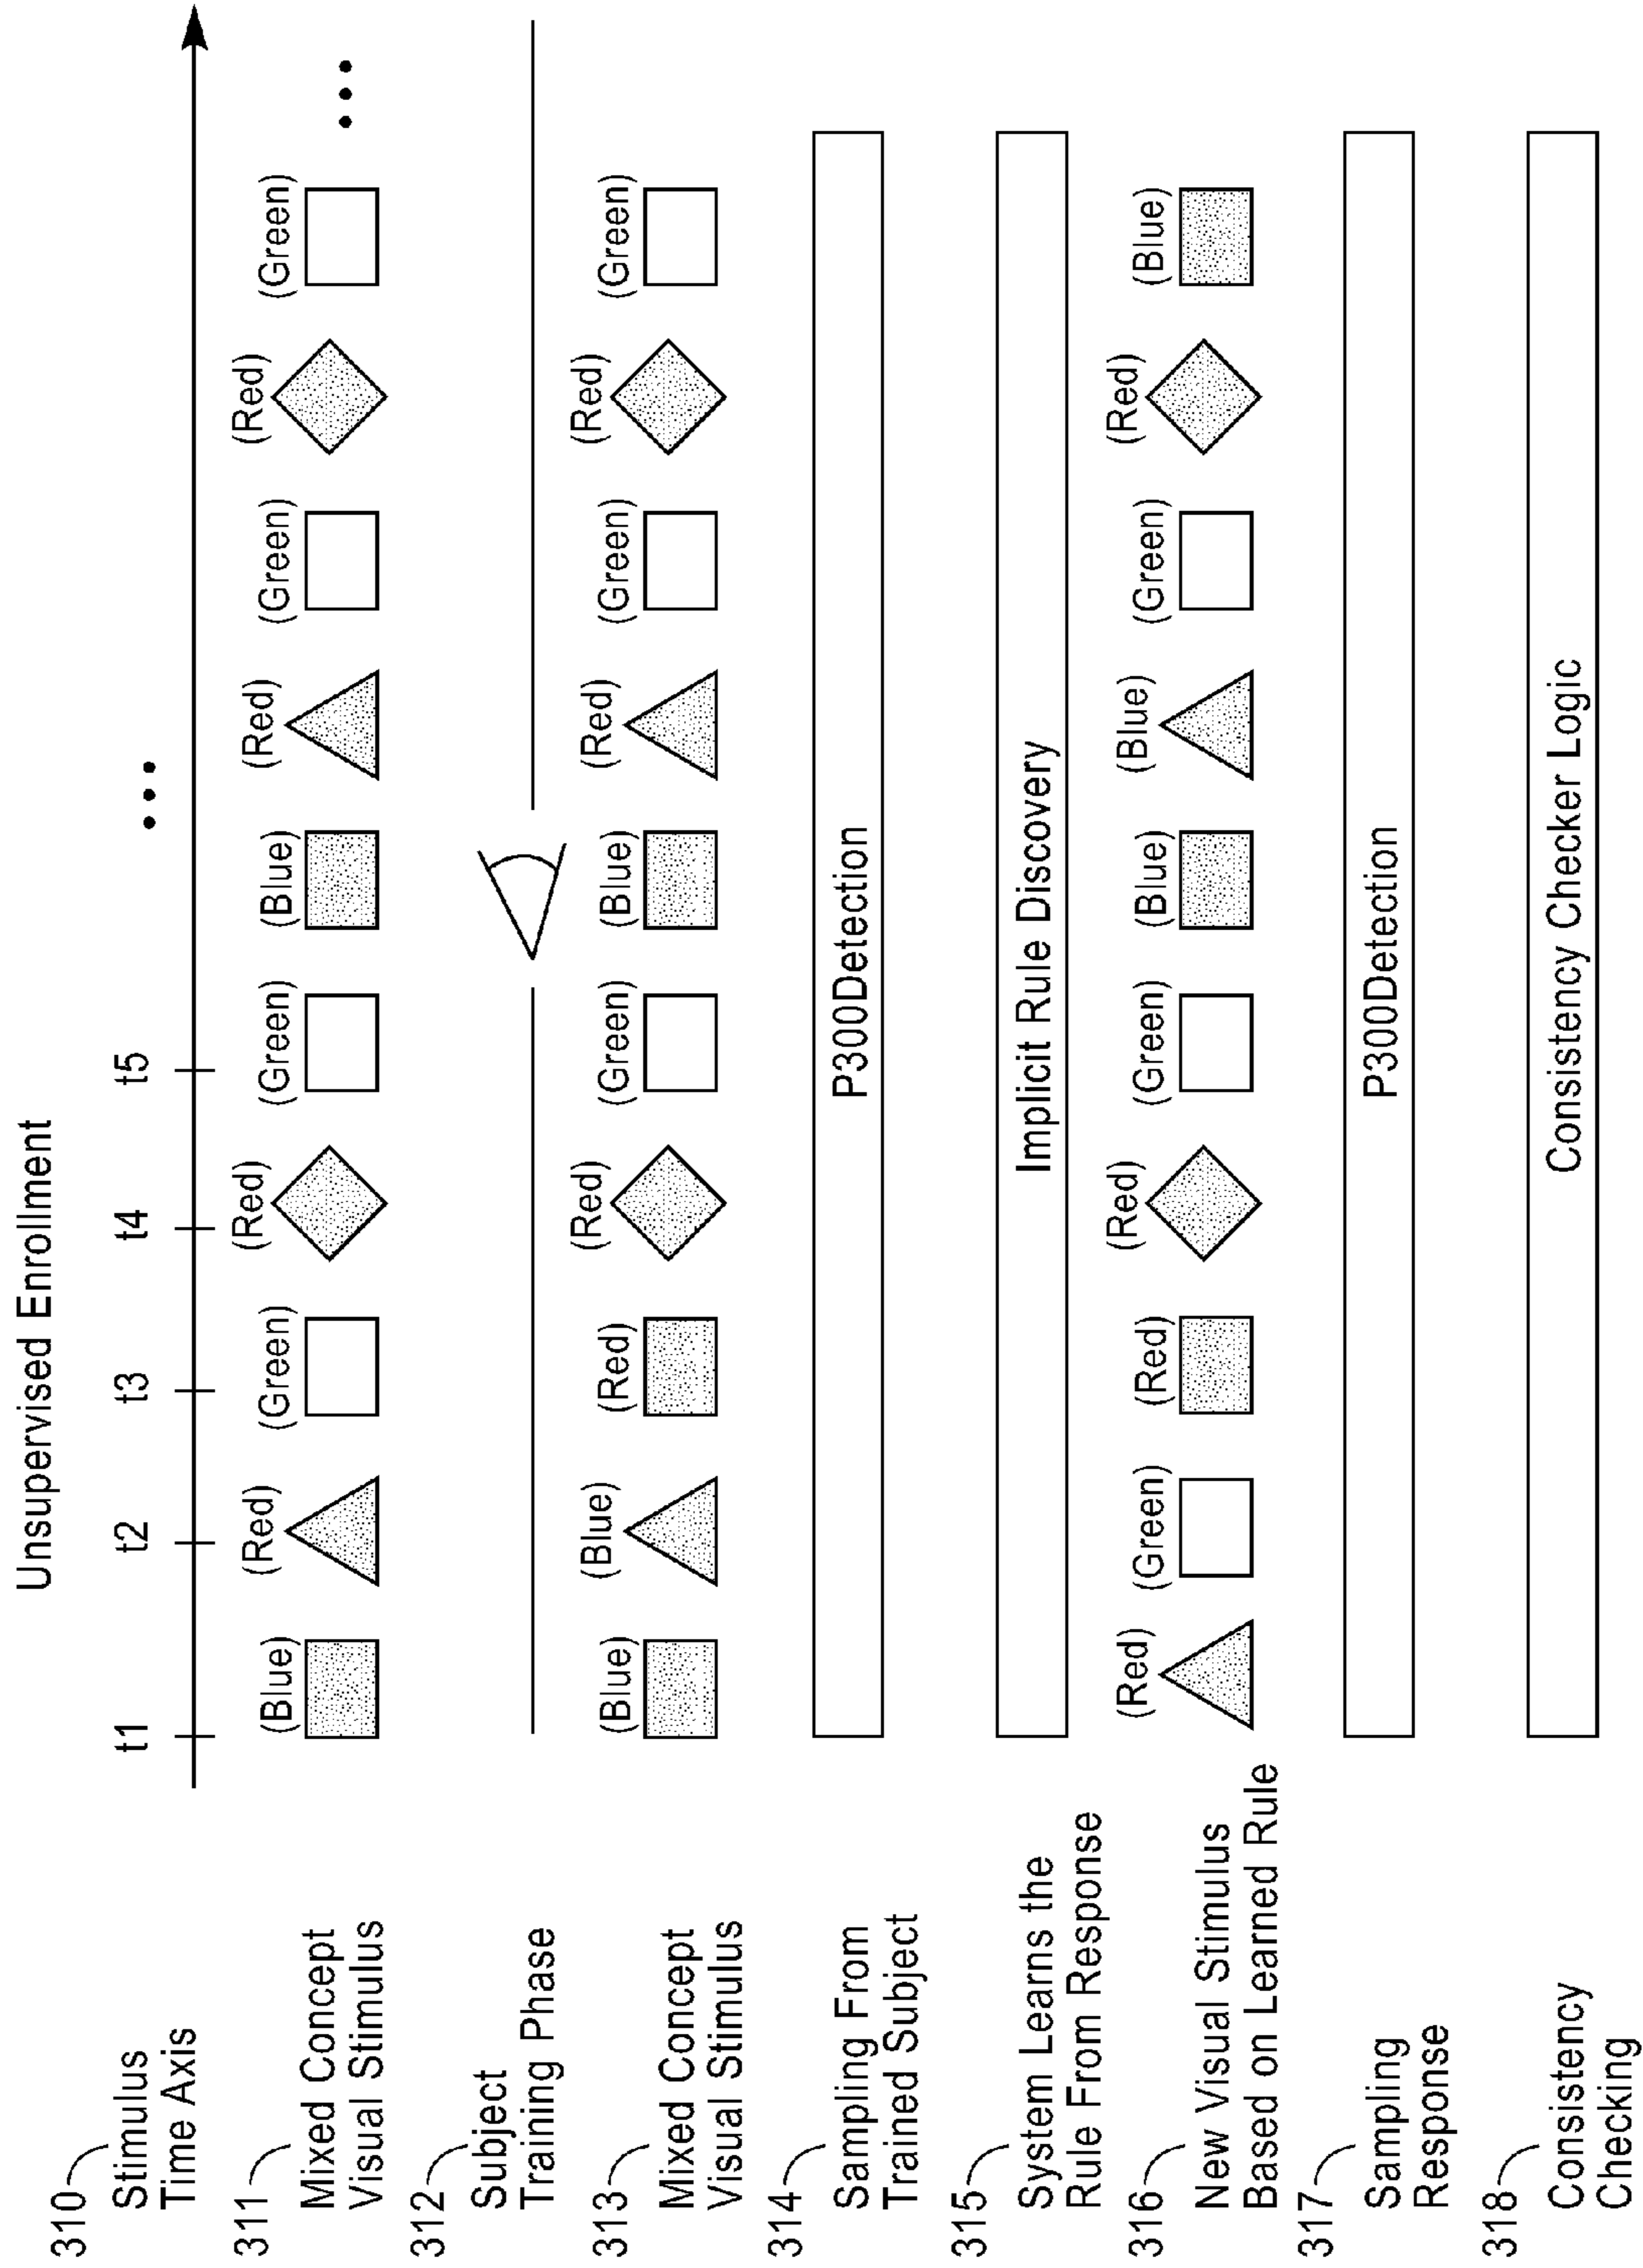 Unsupervised Enrollment
310
Stimulus
Time Axis
t1 t2 t3 t4 t5 •••
311
Mixed Concept
Visual Stimulus
(Blue) (Red) (Green) (Red) (Green) (Blue) (Red) (Green) (Red) (Green) •••
312
Subject
Training Phase
313
Mixed Concept
Visual Stimulus
(Blue) (Blue) (Red) (Red) (Green) (Blue) (Red) (Green) (Red) (Green)
314
Sampling From
Trained Subject
P300Detection
315
System Learns the
Rule From Response
Implicit Rule Discovery
316
New Visual Stimulus
Based on Learned Rule
(Red) (Green) (Red) (Red) (Green) (Blue) (Blue) (Green) (Red) (Blue)
317
Sampling
Response
P300Detection
318
Consistency
Checking
Consistency Checker Logic